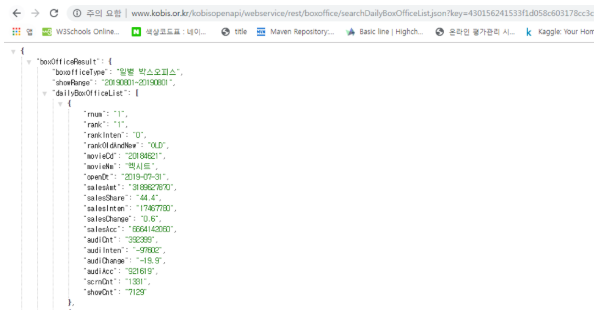 주의 요함 | www.kobis.or.kr/kobisopenapi/webservice/rest/boxoffice/searchDailyBoxOfficeList.json?key=430156241533f1d058c603178cc3c
앱 W3Schools Online... 색상코드표 : 네이... title Maven Repository:... Basic line | Highch... 온라인 평가관리 시... Kaggle: Your Hom
{
"boxOfficeResult": {
"boxofficeType": "일별 박스오피스",
"showRange": "20190801~20190801",
"dailyBoxOfficeList": [
{
"rnum": "1",
"rank": "1",
"rankInten": "0",
"rankOldAndNew": "OLD",
"movieCd": "20184621",
"movieNm": "엑시트",
"openDt": "2019-07-31",
"salesAmt": "3189627870",
"salesShare": "44.4",
"salesInten": "17467780",
"salesChange": "0.6",
"salesAcc": "6664142060",
"audiCnt": "392399",
"audiInten": "-97602",
"audiChange": "-19.9",
"audiAcc": "921619",
"scrnCnt": "1331",
"showCnt": "7129"
},